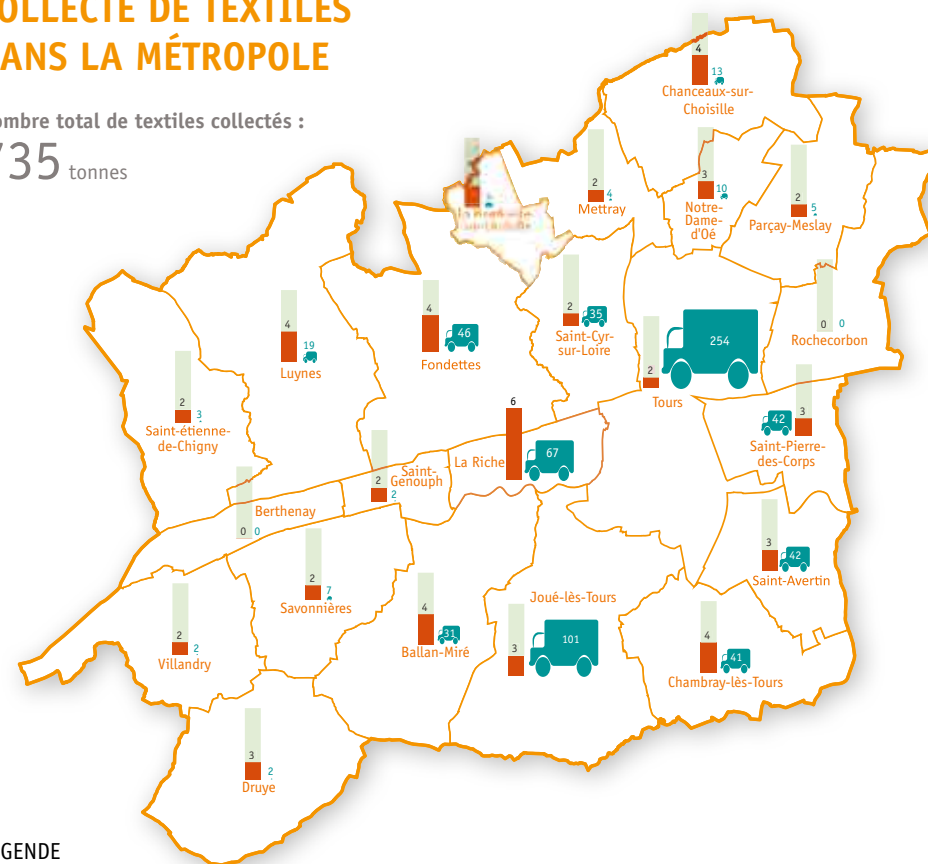 OLLECTE DE TEXTILES
ANS LA MÉTROPOLE
ombre total de textiles collectés :
735 tonnes
4
13
Chanceaux-sur-
Choisille
2
4
Mettray
3
10
Notre-
Dame-
d'Oé
2
5
Parçay-Meslay
0
0
Rochecorbon
4
19
Luynes
4
46
Fondettes
2
35
Saint-Cyr-
sur-Loire
2
254
Tours
2
3
Saint-étienne-
de-Chigny
6
La Riche
67
42
3
Saint-Pierre-
des-Corps
2
2
Saint-
Genouph
0
0
Berthenay
2
7
Savonnières
3
42
Saint-Avertin
2
2
Villandry
4
31
Ballan-Miré
Joué-lès-Tours
3
101
4
41
Chambray-lès-Tours
3
2
Druye
GENDE